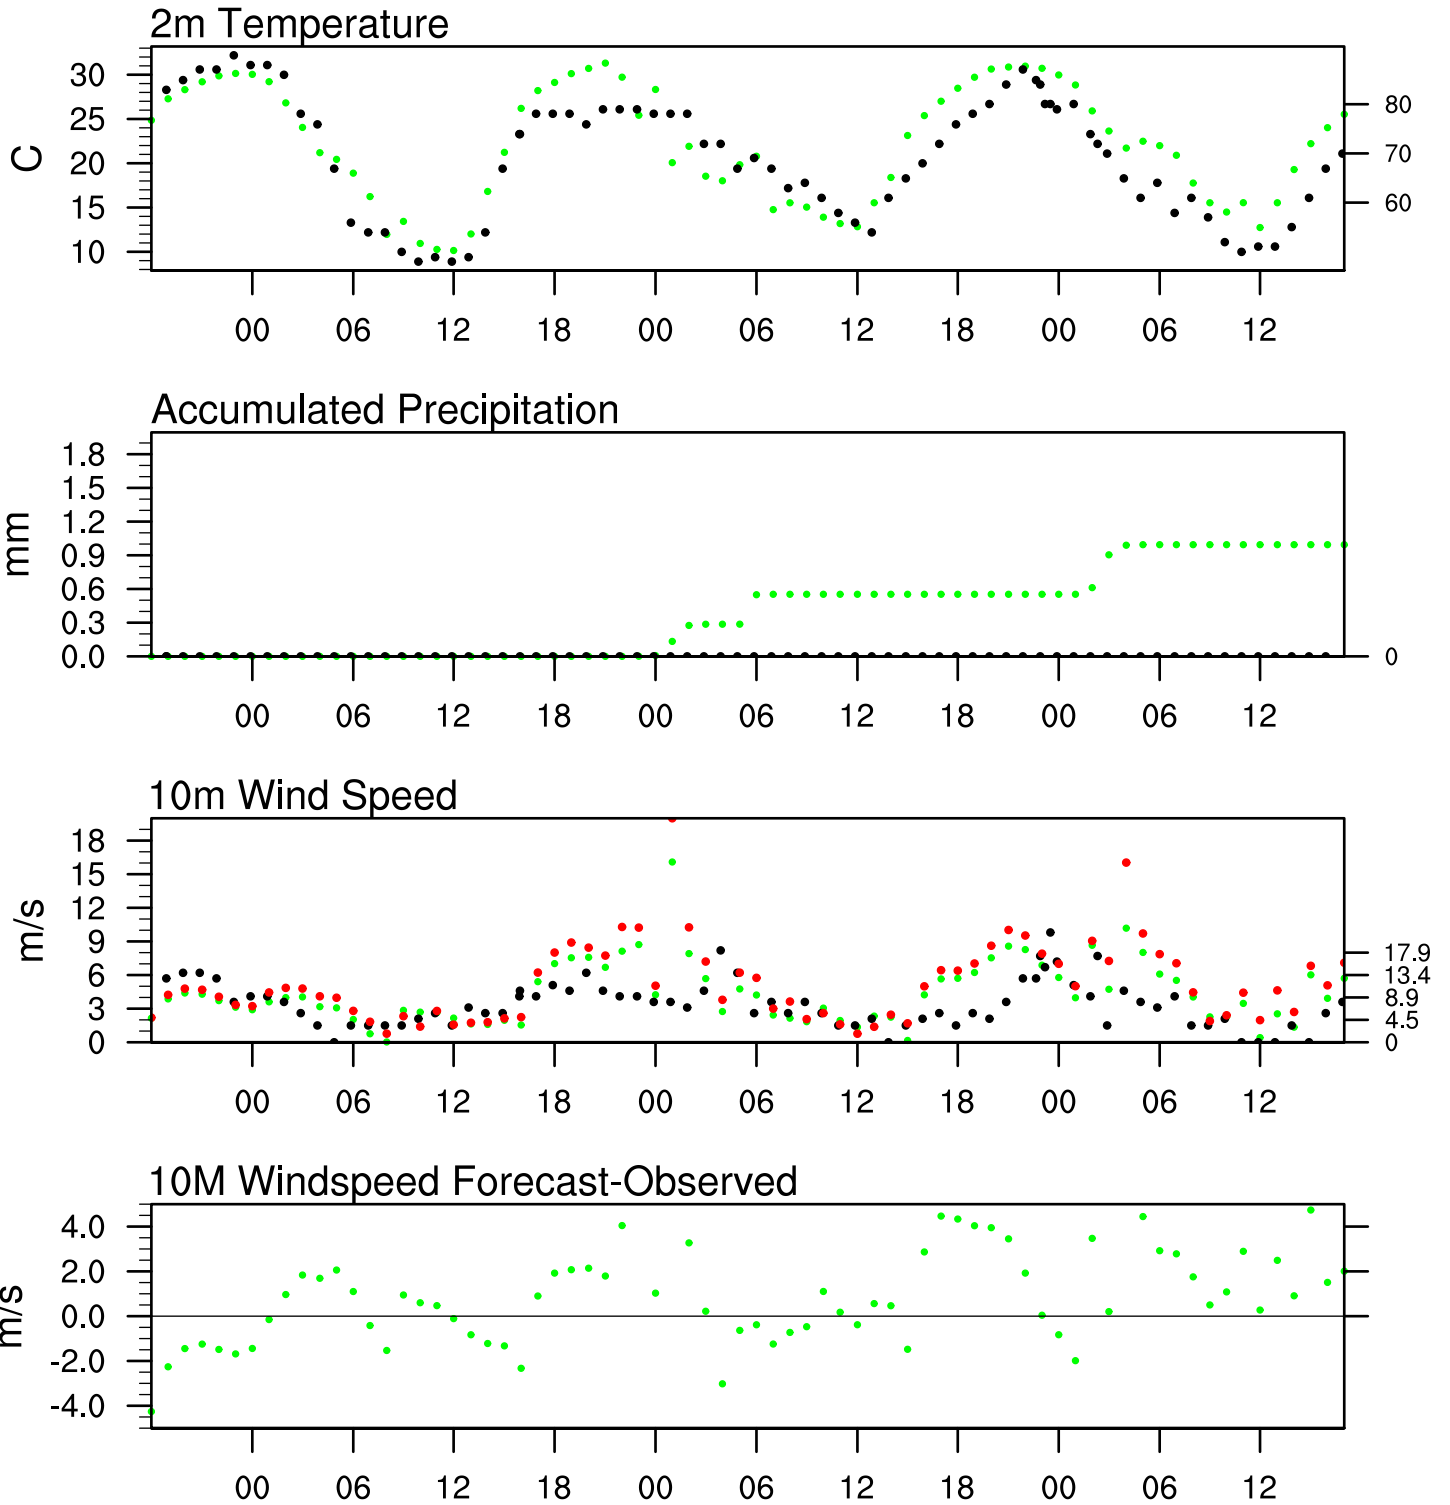 2m Temperature
30
25
20
15
10
C
80
70
60
00 06 12 18 00 06 12 18 00 06 12
Accumulated Precipitation
1.8
1.5
1.2
0.9
0.6
0.3
0.0
mm
0
00 06 12 18 00 06 12 18 00 06 12
10m Wind Speed
18
15
12
9
6
3
0
m/s
17.9
13.4
8.9
4.5
0
00 06 12 18 00 06 12 18 00 06 12
10M Windspeed Forecast-Observed
4.0
2.0
0.0
-2.0
-4.0
m/s
00 06 12 18 00 06 12 18 00 06 12